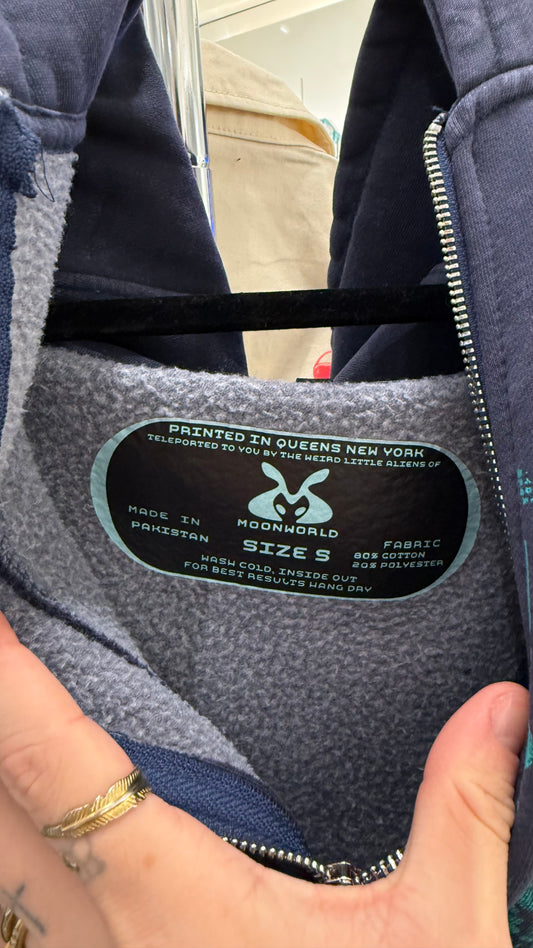 PRINTED IN QUEENS NEW YORK
TELEPORTED TO YOU BY THE WEIRD LITTLE ALIENS OF
MOONWORLD
MADE IN
PAKISTAN
SIZE S
FABRIC
80% COTTON
20% POLYESTER
WASH COLD, INSIDE OUT
FOR BEST RESULTS HANG DRY